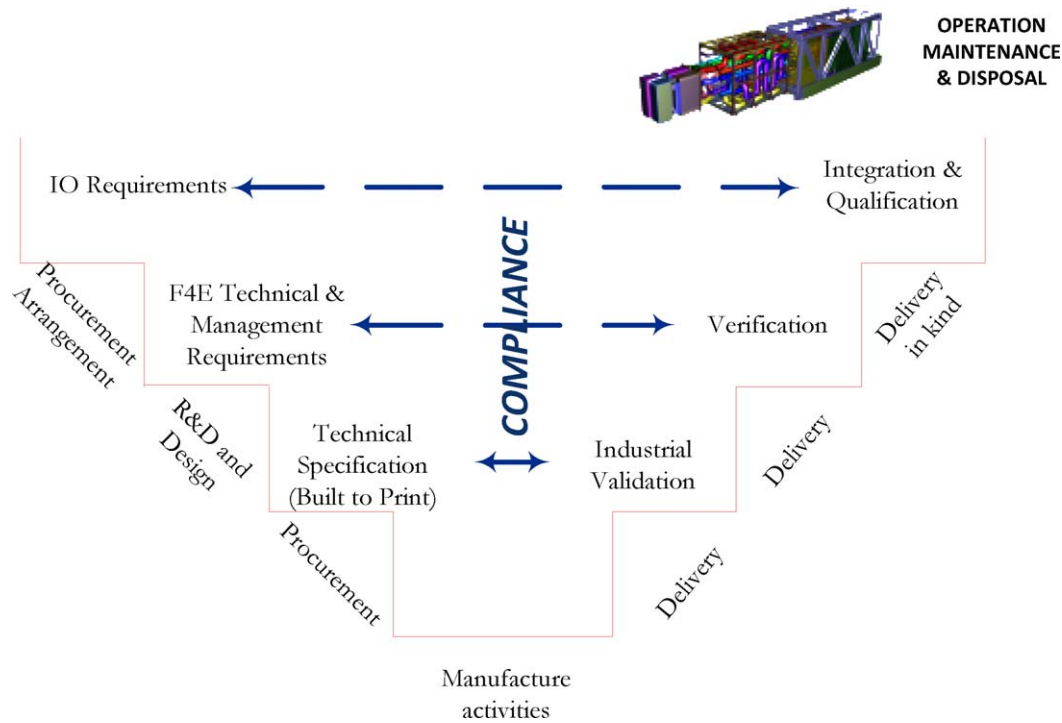 OPERATION
MAINTENANCE
& DISPOSAL
IO Requirements
Integration &
Qualification
COMPLIANCE
Procurement
Arrangement
F4E Technical &
Management
Requirements
Verification
Delivery
in kind
R&D and
Design
Technical
Specification
(Built to Print)
Industrial
Validation
Delivery
Procurement
Delivery
Manufacture
activities